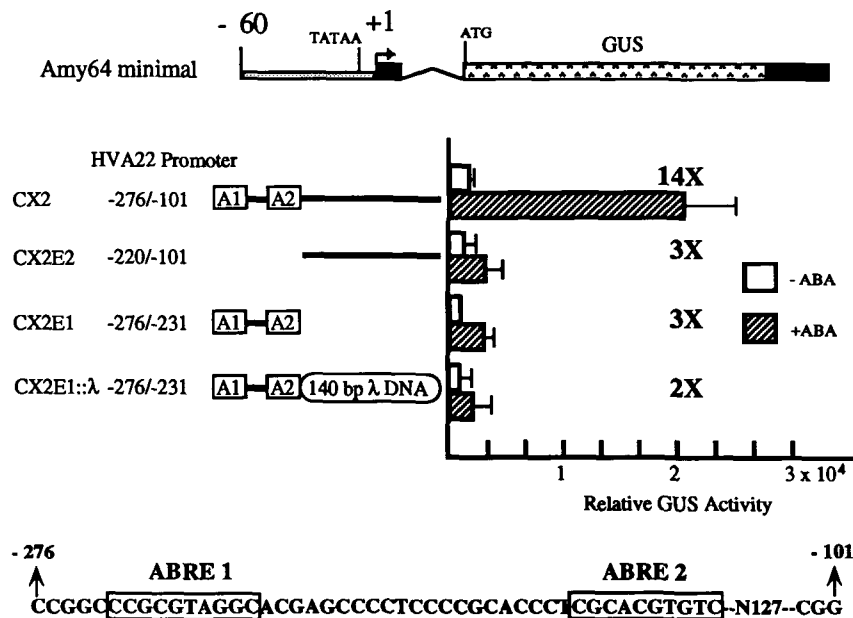 - 60 +1
TATAA
ATG
GUS
Amy64 minimal
HVA22 Promoter
CX2 -276/-101 A1 A2 14X
CX2E2 -220/-101 3X
CX2E1 -276/-231 A1 A2 3X
CX2E1::λ -276/-231 A1 A2 140 bp λ DNA 2X
- ABA
+ABA
1 2 3 x 10⁴
Relative GUS Activity
- 276 ABRE 1 ABRE 2 - 101
CCGGCCCGCGTAGGCACGAGCCCCTCCCCGCACCCTCGCACGTGTC--N127--CGG